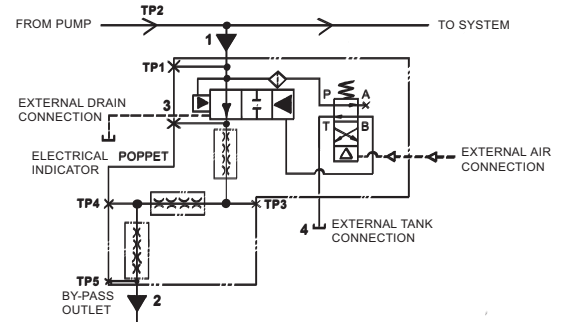 TP2
FROM PUMP
TO SYSTEM
1
TP1
P A
EXTERNAL DRAIN
CONNECTION
3
T B
ELECTRICAL
INDICATOR
POPPET
EXTERNAL AIR
CONNECTION
TP4
TP3
4
EXTERNAL TANK
CONNECTION
TP5
BY-PASS
OUTLET
2